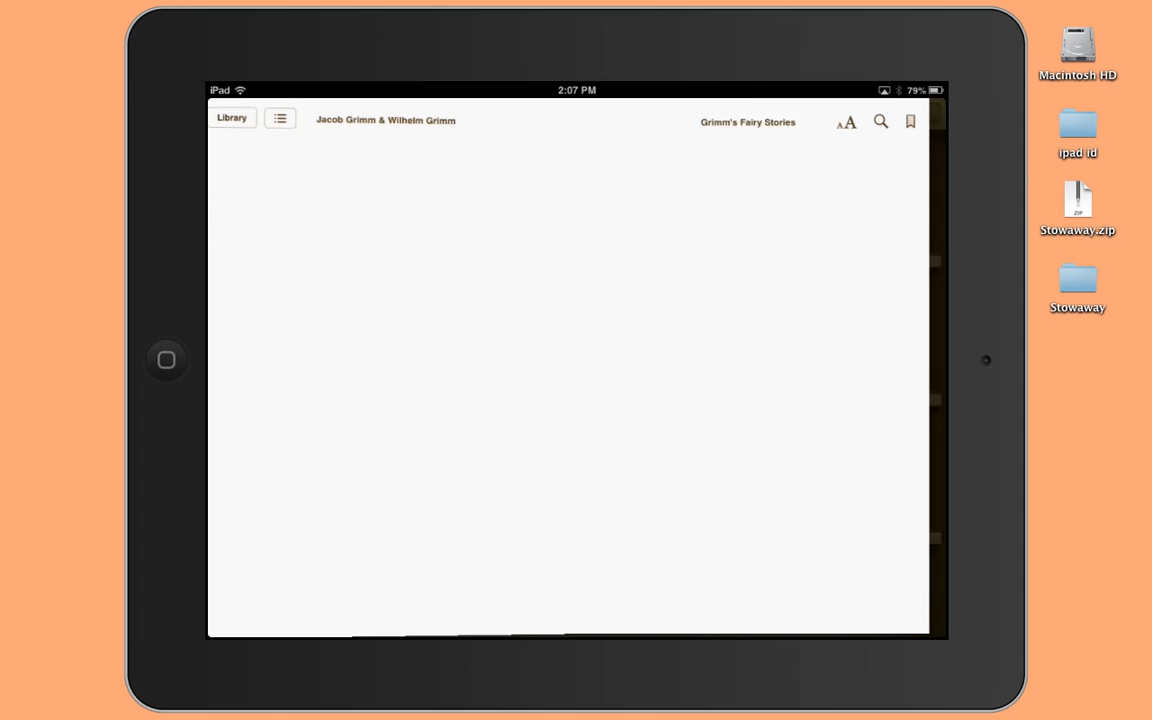 iPad 2:07 PM 79%
Library Jacob Grimm & Wilhelm Grimm Grimm's Fairy Stories AA
Macintosh HD
ipad id
ZIP
Stowaway.zip
Stowaway